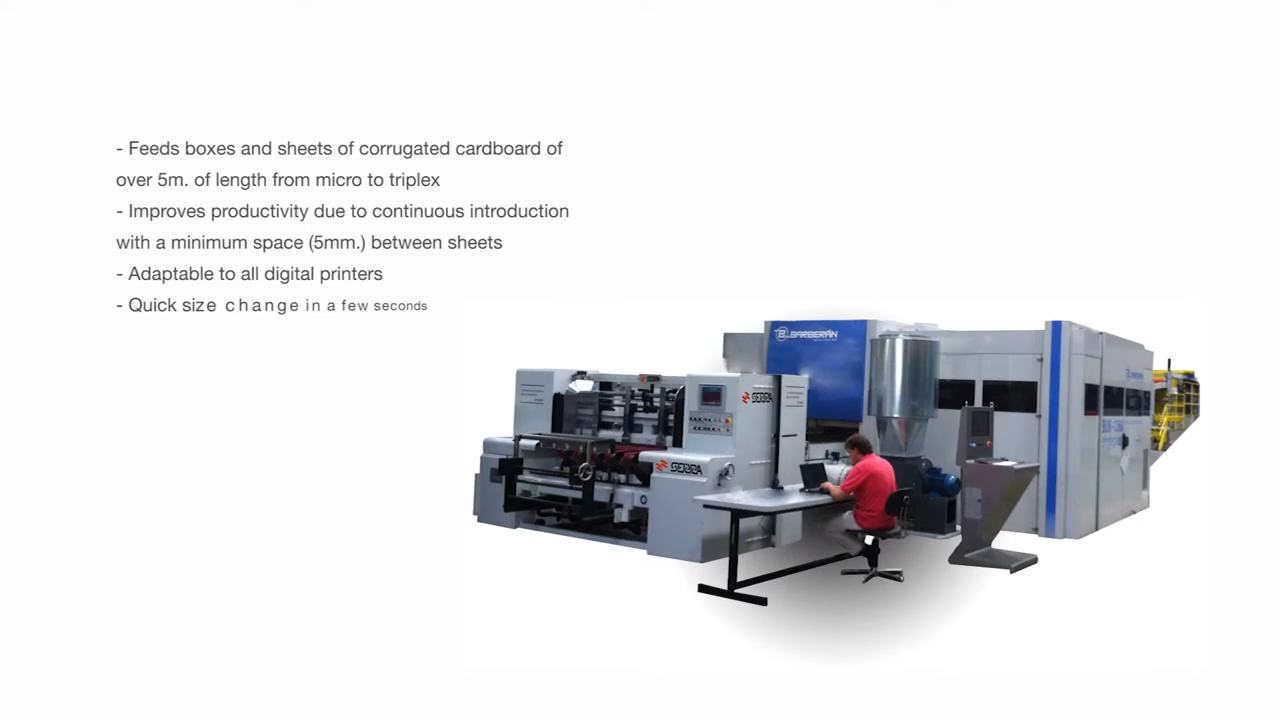 - Feeds boxes and sheets of corrugated cardboard of
over 5m. of length from micro to triplex
- Improves productivity due to continuous introduction
with a minimum space (5mm.) between sheets
- Adaptable to all digital printers
- Quick size change in a few seconds
BARBERÁN
SERRA
SERRA